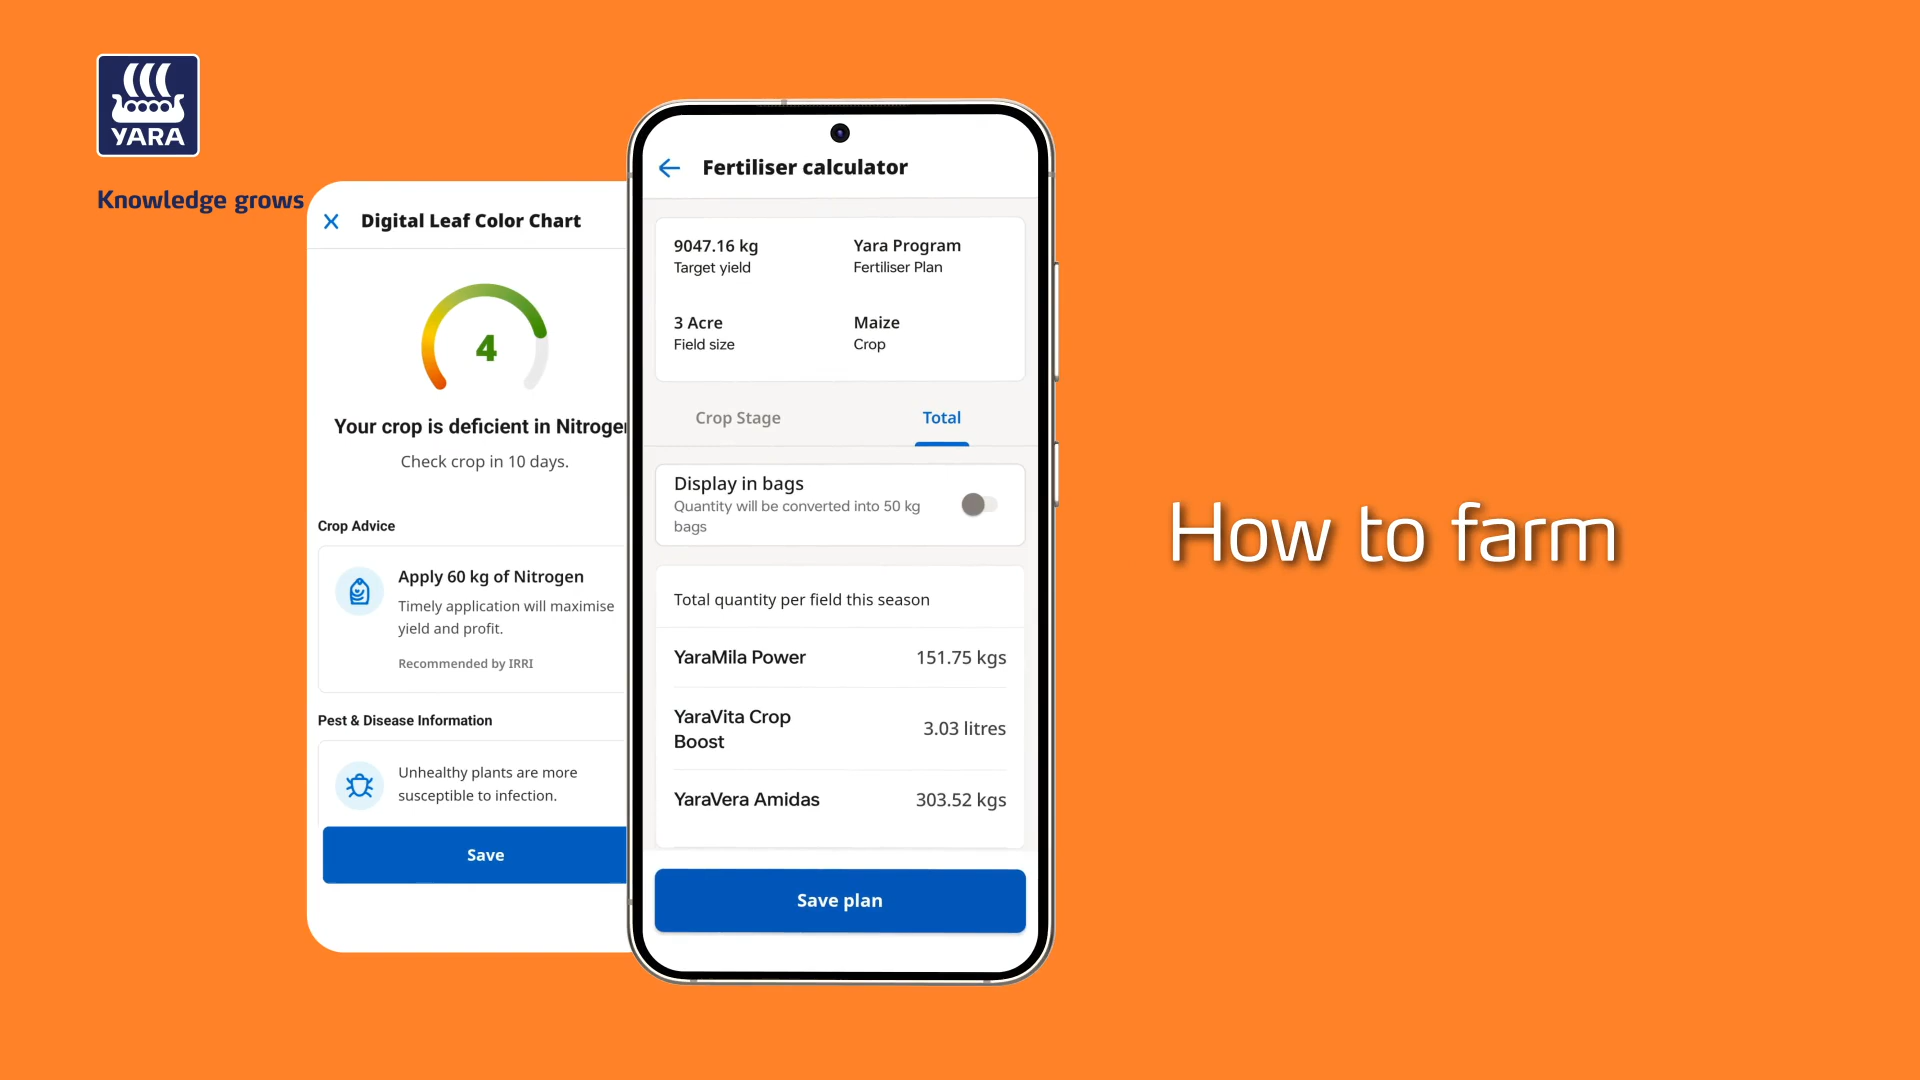 YARA
Knowledge grows
Digital Leaf Color Chart
4
Your crop is deficient in
Check crop in 10 days.
Crop Advice
Apply 60 kg of Nitrogen
Timely application will maximise
yield and profit.
Recommended by IRRI
Pest & Disease Information
Unhealthy plants are more
susceptible to infection.
Save
Fertiliser calculator
9047.16 kg
Target yield
Yara Program
Fertiliser Plan
3 Acre
Field size
Maize
Crop
Crop Stage
Total
Display in bags
Quantity will be converted into 50 kg
bags
Total quantity per field this season
YaraMila Power
151.75 kgs
YaraVita Crop
Boost
3.03 litres
YaraVera Amidas
303.52 kgs
Save plan
How to farm